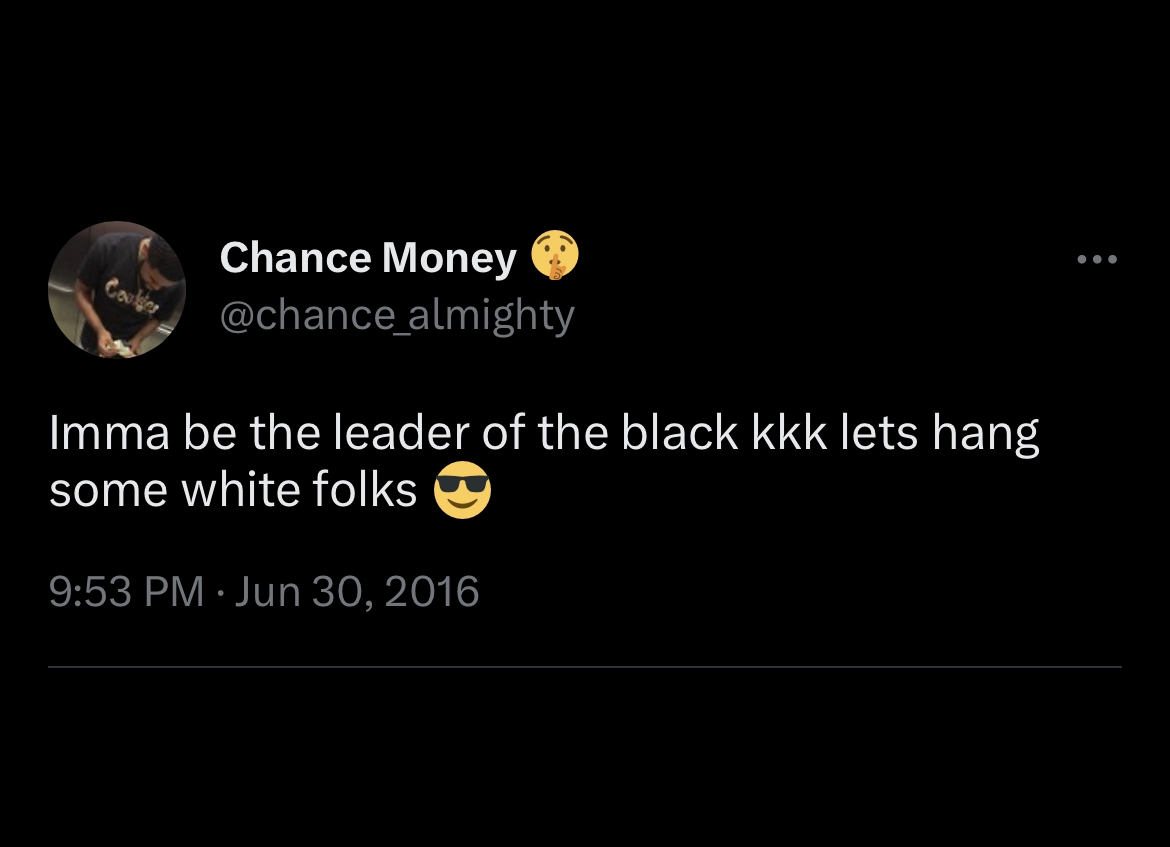 Cookies
Chance Money 🤫
@chance_almighty
Imma be the leader of the black kkk lets hang
some white folks 😎
9:53 PM · Jun 30, 2016